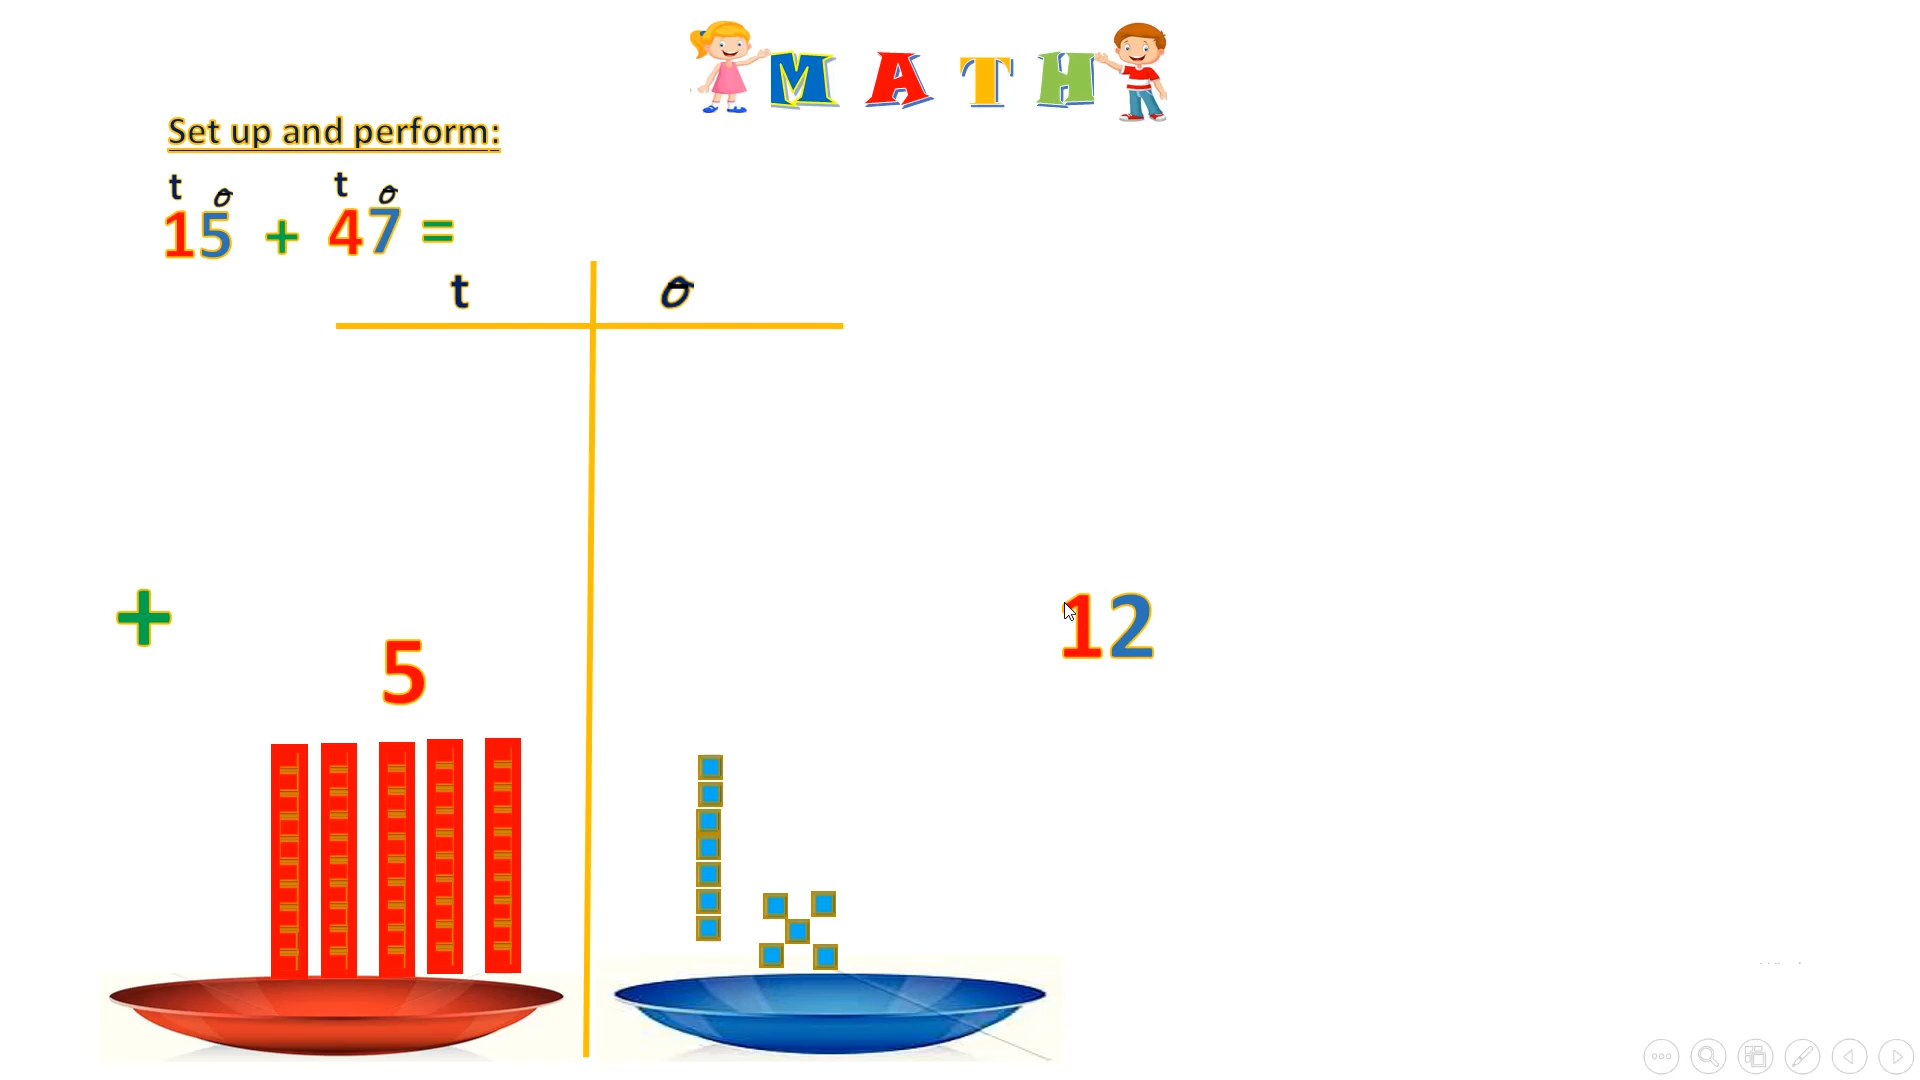 MATH
Set up and perform:
t o t o
15 + 47 =
t o
+
12
5